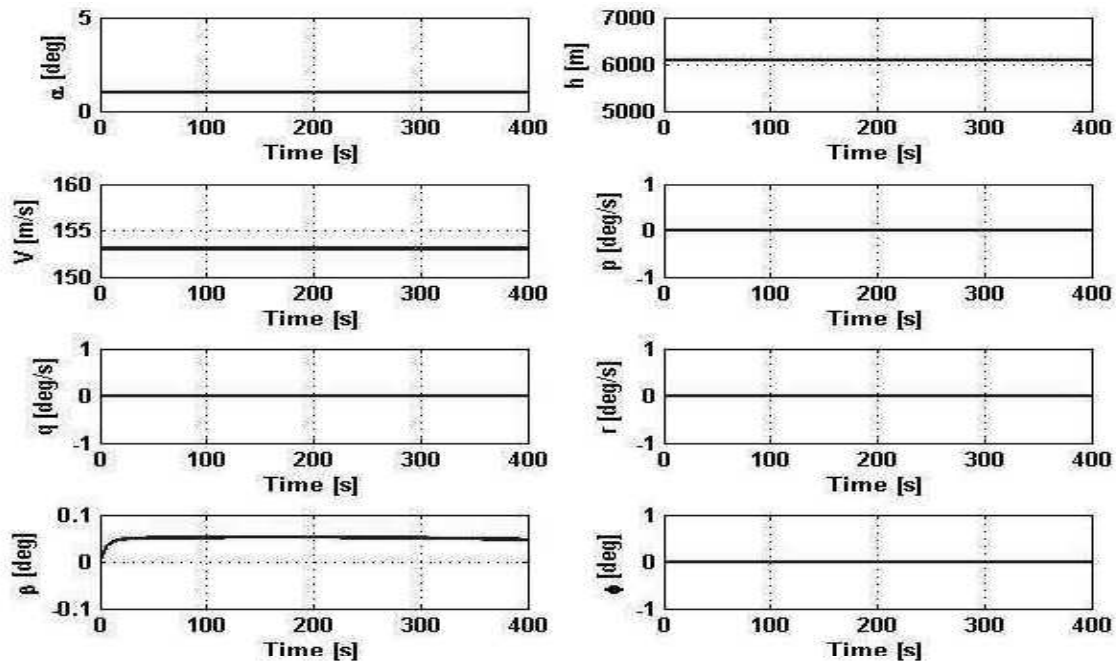 α [deg]
5
0
0 100 200 300 400
Time [s]
h [m]
7000
6000
5000
0 100 200 300 400
Time [s]
V [m/s]
160
155
150
0 100 200 300 400
Time [s]
p [deg/s]
1
0
-1
0 100 200 300 400
Time [s]
q [deg/s]
1
0
-1
0 100 200 300 400
Time [s]
r [deg/s]
1
0
-1
0 100 200 300 400
Time [s]
β [deg]
0.1
0
-0.1
0 100 200 300 400
Time [s]
ϕ [deg]
1
0
-1
0 100 200 300 400
Time [s]